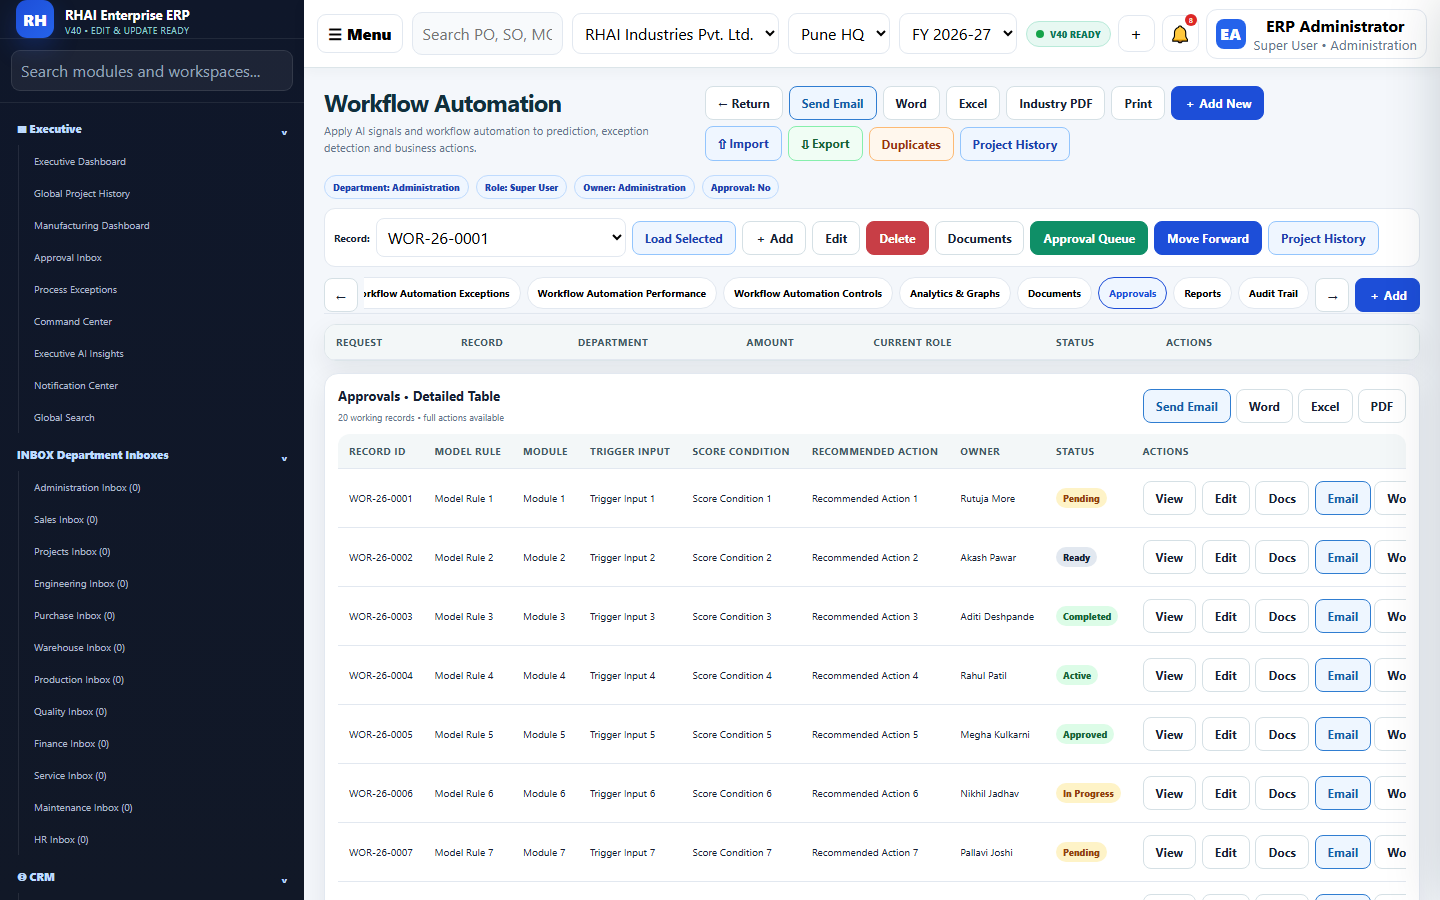 RH
RHAI Enterprise ERP
V40 • EDIT & UPDATE READY
Search modules and workspaces...
Executive
Executive Dashboard
Global Project History
Manufacturing Dashboard
Approval Inbox
Process Exceptions
Command Center
Executive AI Insights
Notification Center
Global Search
INBOX Department Inboxes
Administration Inbox (0)
Sales Inbox (0)
Projects Inbox (0)
Engineering Inbox (0)
Purchase Inbox (0)
Warehouse Inbox (0)
Production Inbox (0)
Quality Inbox (0)
Finance Inbox (0)
Service Inbox (0)
Maintenance Inbox (0)
HR Inbox (0)
CRM
☰ Menu
Search PO, SO, MO
RHAI Industries Pvt. Ltd.
Pune HQ
FY 2026-27
V40 READY
+
8
EA
ERP Administrator
Super User • Administration
Workflow Automation
Apply AI signals and workflow automation to prediction, exception
detection and business actions.
← Return
Send Email
Word
Excel
Industry PDF
Print
+ Add New
⇧ Import
⇩ Export
Duplicates
Project History
Department: Administration
Role: Super User
Owner: Administration
Approval: No
Record:
WOR-26-0001
Load Selected
+ Add
Edit
Delete
Documents
Approval Queue
Move Forward
Project History
←
rkflow Automation Exceptions
Workflow Automation Performance
Workflow Automation Controls
Analytics & Graphs
Documents
Approvals
Reports
Audit Trail
→
+ Add
REQUEST RECORD DEPARTMENT AMOUNT CURRENT ROLE STATUS ACTIONS
Approvals • Detailed Table
20 working records • full actions available
Send Email
Word
Excel
PDF
RECORD ID MODEL RULE MODULE TRIGGER INPUT SCORE CONDITION RECOMMENDED ACTION OWNER STATUS ACTIONS
WOR-26-0001 Model Rule 1 Module 1 Trigger Input 1 Score Condition 1 Recommended Action 1 Rutuja More Pending View Edit Docs Email Wo
WOR-26-0002 Model Rule 2 Module 2 Trigger Input 2 Score Condition 2 Recommended Action 2 Akash Pawar Ready View Edit Docs Email Wo
WOR-26-0003 Model Rule 3 Module 3 Trigger Input 3 Score Condition 3 Recommended Action 3 Aditi Deshpande Completed View Edit Docs Email Wo
WOR-26-0004 Model Rule 4 Module 4 Trigger Input 4 Score Condition 4 Recommended Action 4 Rahul Patil Active View Edit Docs Email Wo
WOR-26-0005 Model Rule 5 Module 5 Trigger Input 5 Score Condition 5 Recommended Action 5 Megha Kulkarni Approved View Edit Docs Email Wo
WOR-26-0006 Model Rule 6 Module 6 Trigger Input 6 Score Condition 6 Recommended Action 6 Nikhil Jadhav In Progress View Edit Docs Email Wo
WOR-26-0007 Model Rule 7 Module 7 Trigger Input 7 Score Condition 7 Recommended Action 7 Pallavi Joshi Pending View Edit Docs Email Wo